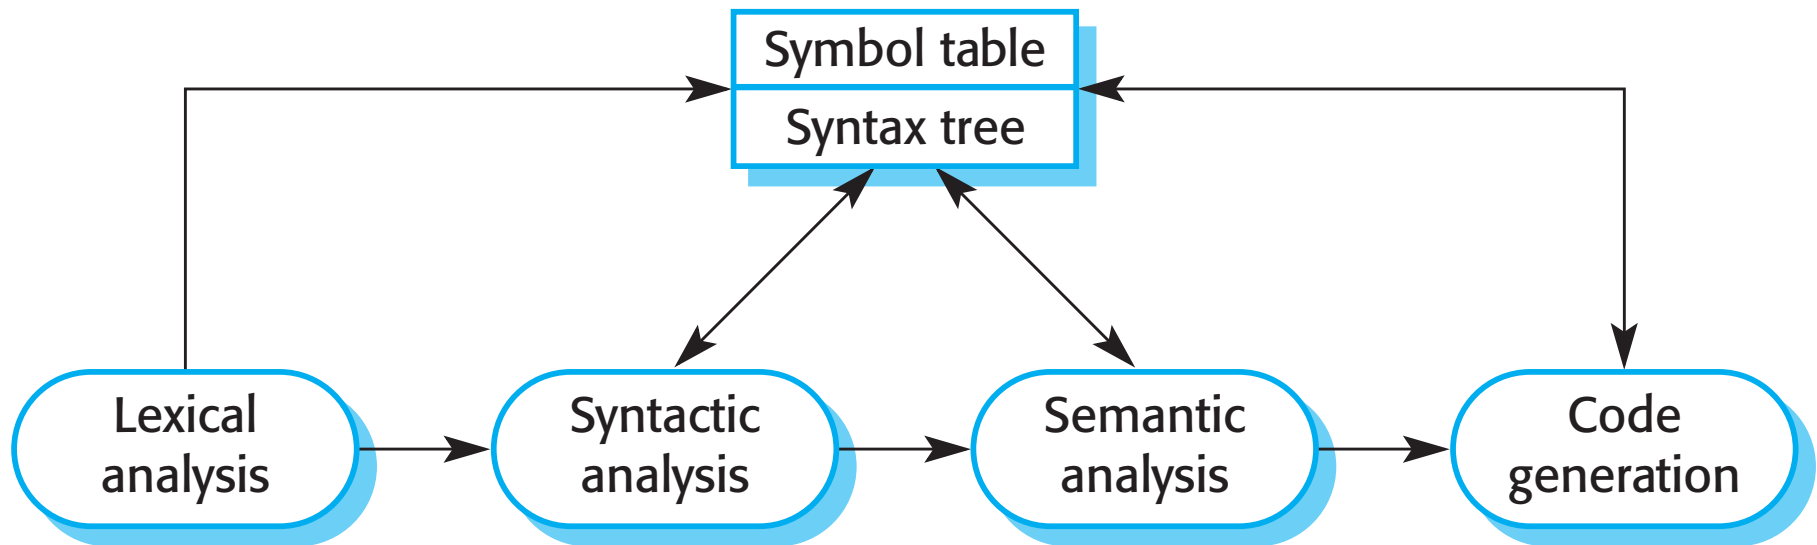 Symbol table
Syntax tree
Lexical
analysis
Syntactic
analysis
Semantic
analysis
Code
generation